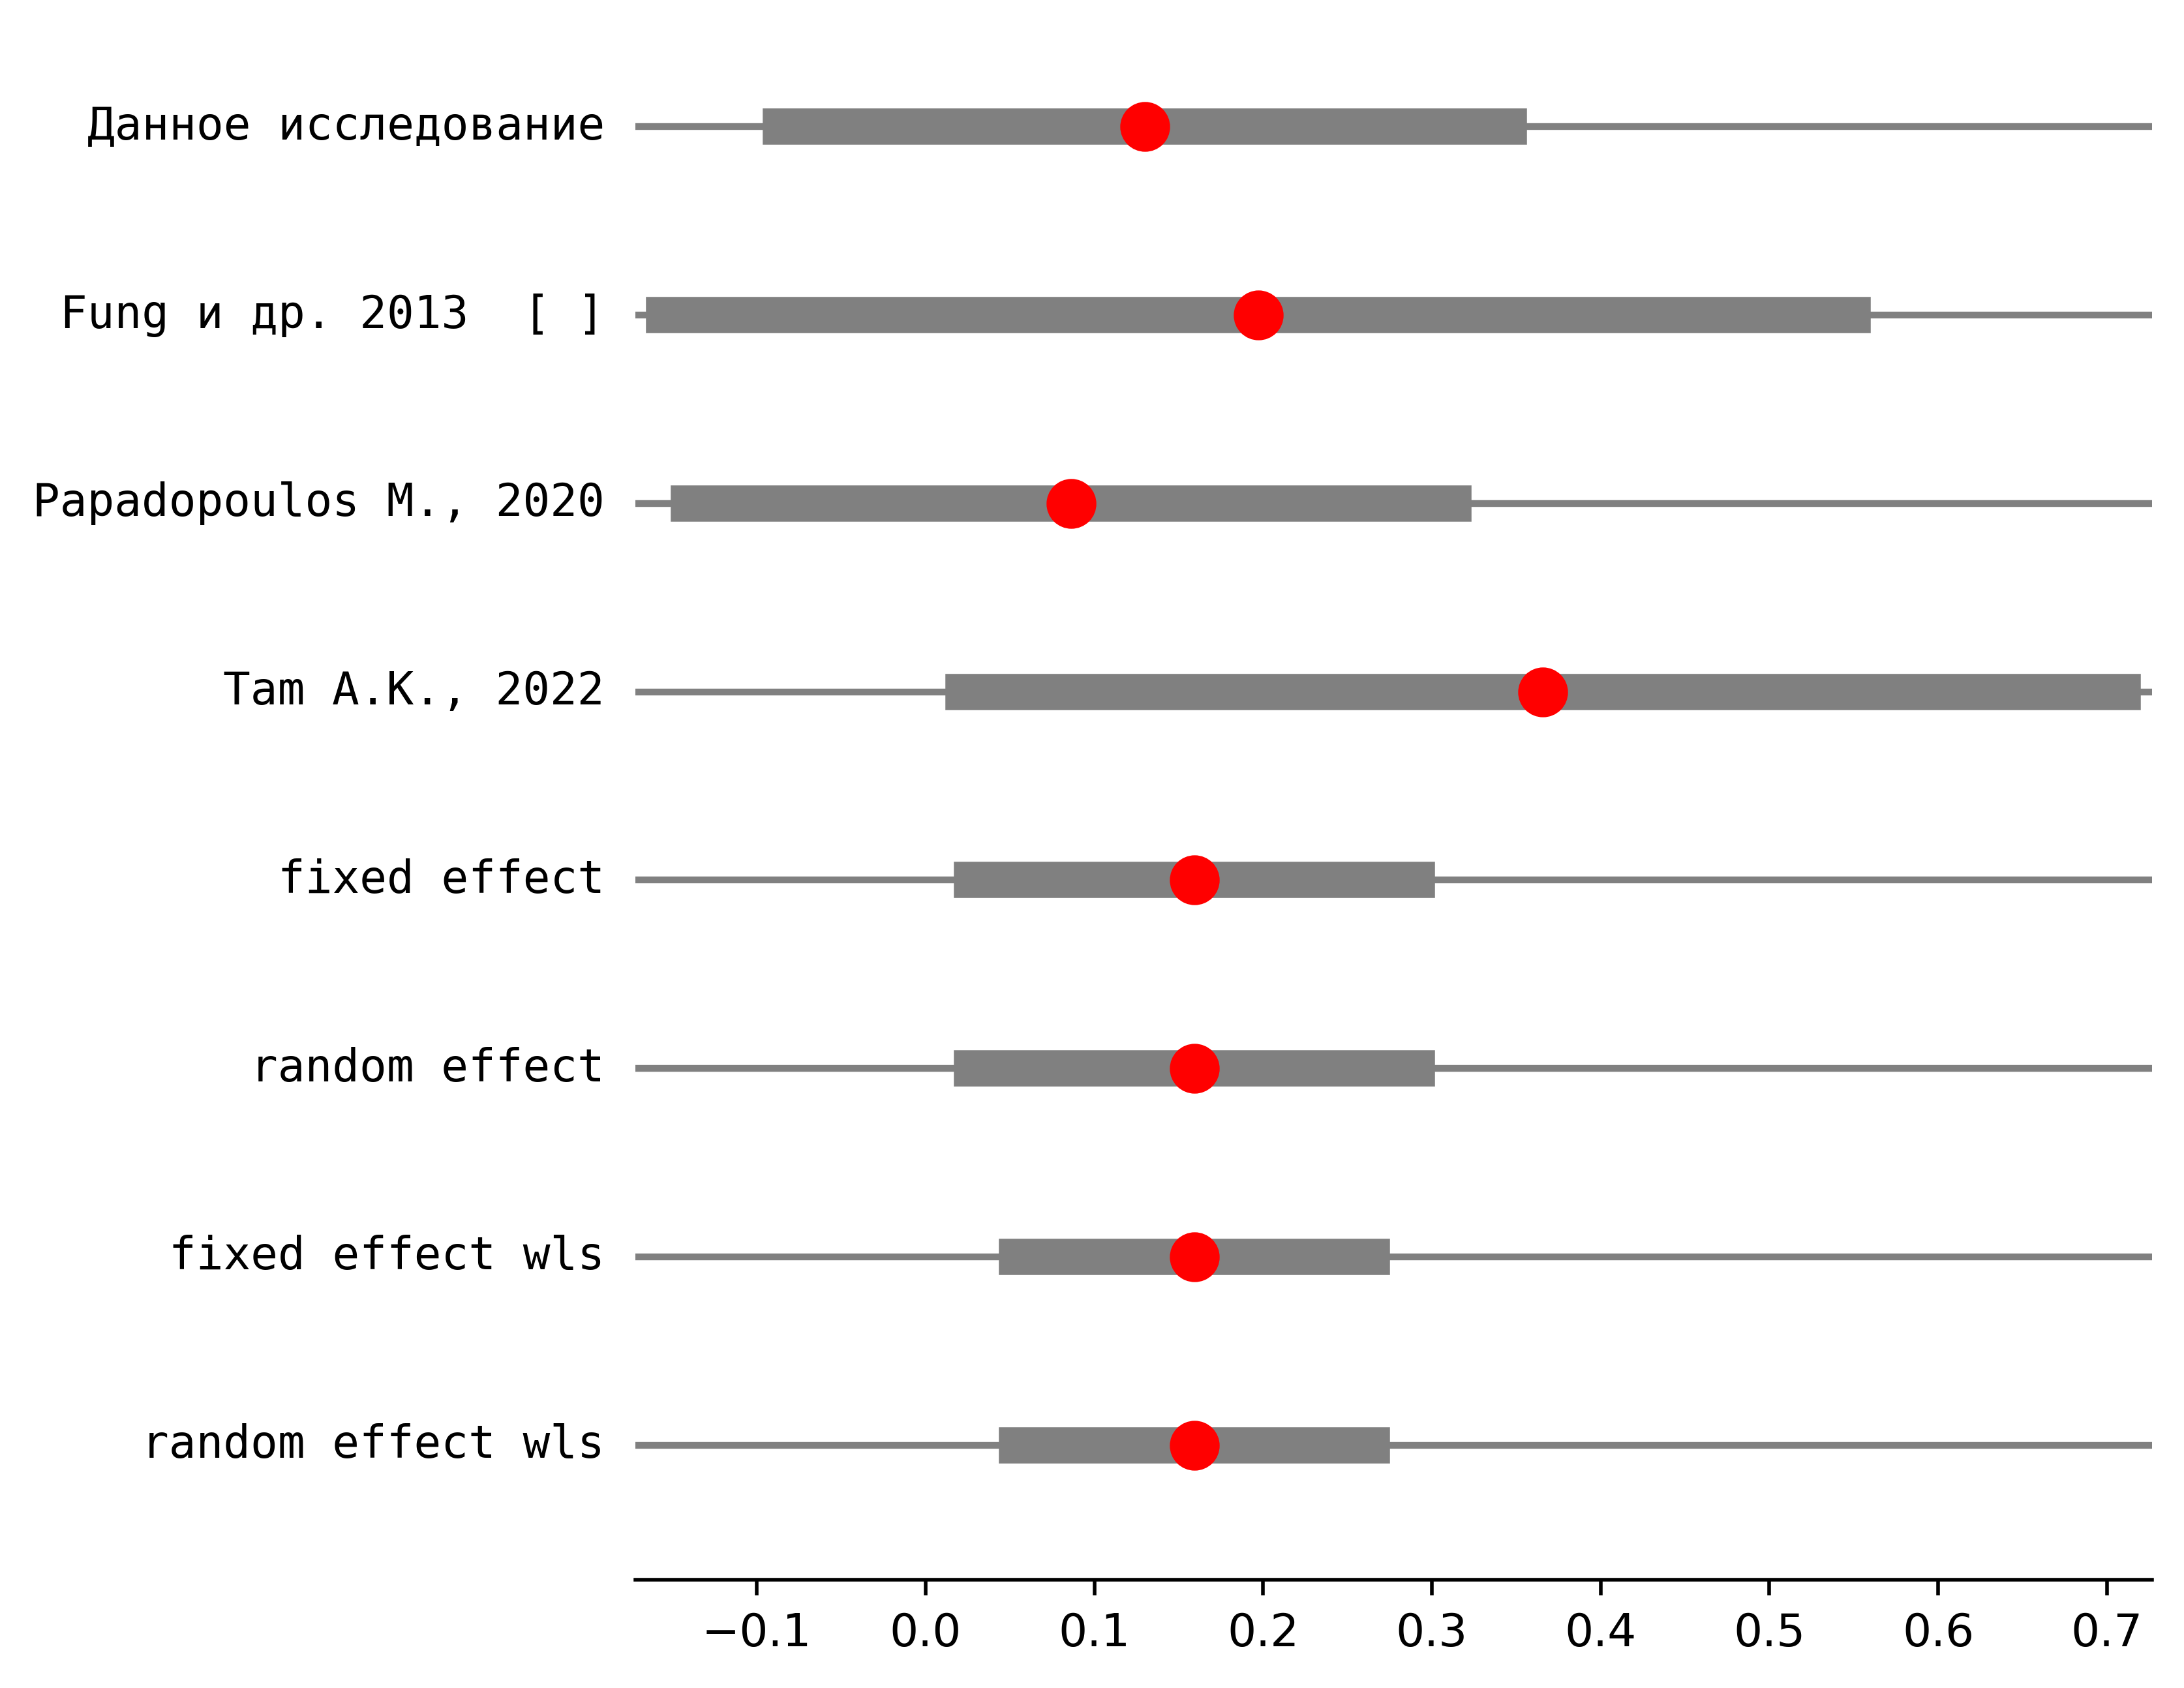 Данное исследование
Fung и др. 2013  [ ]
Papadopoulos M., 2020
Tam A.K., 2022
fixed effect
random effect
fixed effect wls
random effect wls
−0.1 0.0 0.1 0.2 0.3 0.4 0.5 0.6 0.7